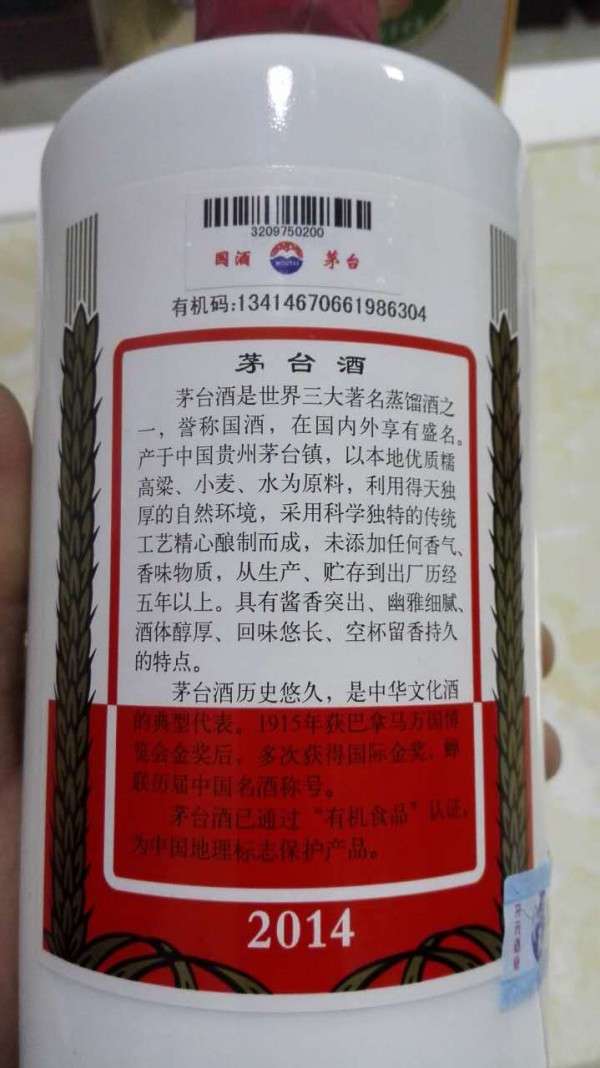 3209750200
国酒 MOUTAI 茅台
有机码:13414670661986304
茅台酒
茅台酒是世界三大著名蒸馏酒之
一，誉称国酒，在国内外享有盛名。
产于中国贵州茅台镇，以本地优质糯
高粱、小麦、水为原料，利用得天独
厚的自然环境，采用科学独特的传统
工艺精心酿制而成，未添加任何香气、
香味物质，从生产、贮存到出厂历经
五年以上。具有酱香突出、幽雅细腻、
酒体醇厚、回味悠长、空杯留香持久
的特点。
茅台酒历史悠久，是中华文化酒
的典型代表。1915年获巴拿马万国博
览会金奖后，多次获得国际金奖，蝉
联历届中国名酒称号。
茅台酒已通过“有机食品”认证，
为中国地理标志保护产品。
2014